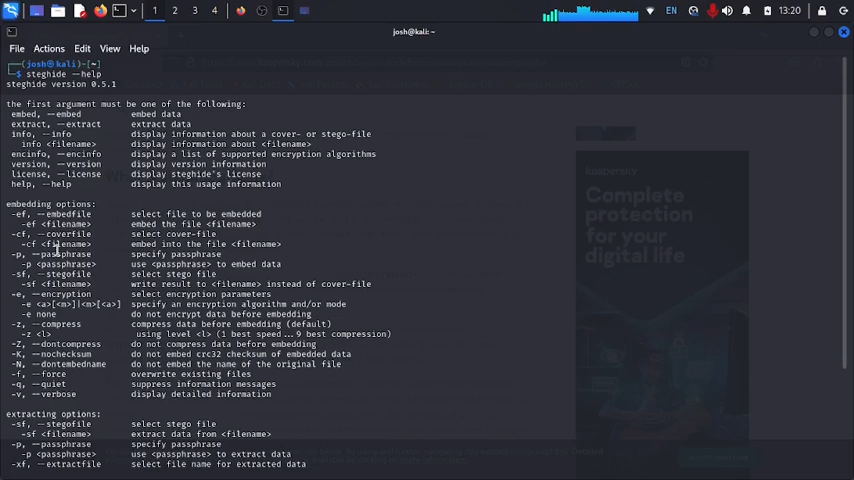 1 2 3 4 EN 13:20
josh@kali: ~
File Actions Edit View Help
┌──(josh㉿kali)-[~]
└─$ steghide --help
steghide version 0.5.1
the first argument must be one of the following:
embed, --embed embed data
extract, --extract extract data
info, --info display information about a cover- or stego-file
info <filename> display information about <filename>
encinfo, --encinfo display a list of supported encryption algorithms
version, --version display version information
license, --license display steghide's license
help, --help display this usage information
embedding options:
-ef, --embedfile select file to be embedded
-ef <filename> embed the file <filename>
-cf, --coverfile select cover-file
-cf <filename> embed into the file <filename>
-p, --passphrase specify passphrase
-p <passphrase> use <passphrase> to embed data
-sf, --stegofile select stego file
-sf <filename> write result to <filename> instead of cover-file
-e, --encryption select encryption parameters
-e <a>[<m>]|<m>[<a>] specify an encryption algorithm and/or mode
-e none do not encrypt data before embedding
-z, --compress compress data before embedding (default)
-z <l> using level <l> (1 best speed...9 best compression)
-Z, --dontcompress do not compress data before embedding
-K, --nochecksum do not embed crc32 checksum of embedded data
-N, --dontembedname do not embed the name of the original file
-f, --force overwrite existing files
-q, --quiet suppress information messages
-v, --verbose display detailed information
extracting options:
-sf, --stegofile select stego file
-sf <filename> extract data from <filename>
-p, --passphrase specify passphrase
-p <passphrase> use <passphrase> to extract data
-xf, --extractfile select file name for extracted data
kaspersky
Complete
protection
for your
digital life